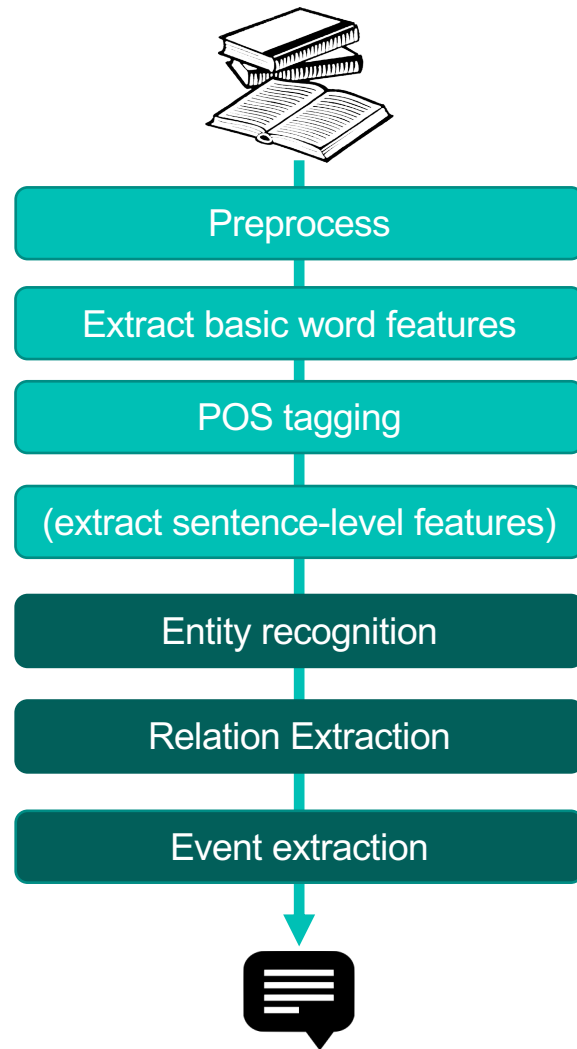 Preprocess
Extract basic word features
POS tagging
(extract sentence-level features)
Entity recognition
Relation Extraction
Event extraction